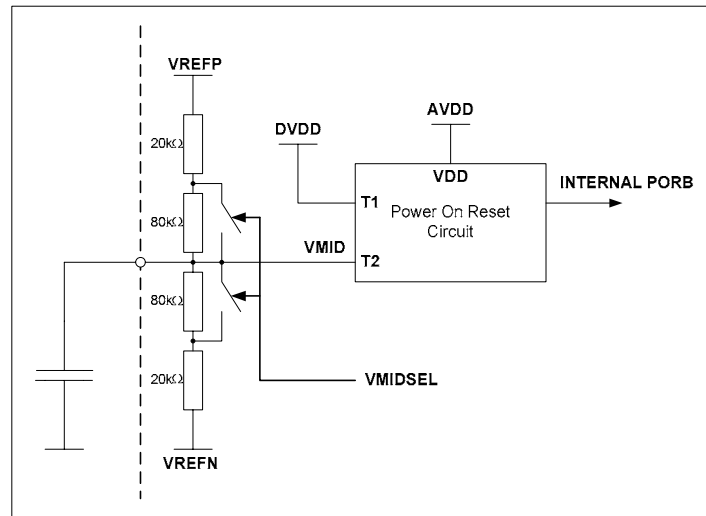 VREFP
20kΩ
80kΩ
80kΩ
20kΩ
VREFN
VMID
VMIDSEL
DVDD
AVDD
VDD
T1
T2
Power On Reset
Circuit
INTERNAL PORB